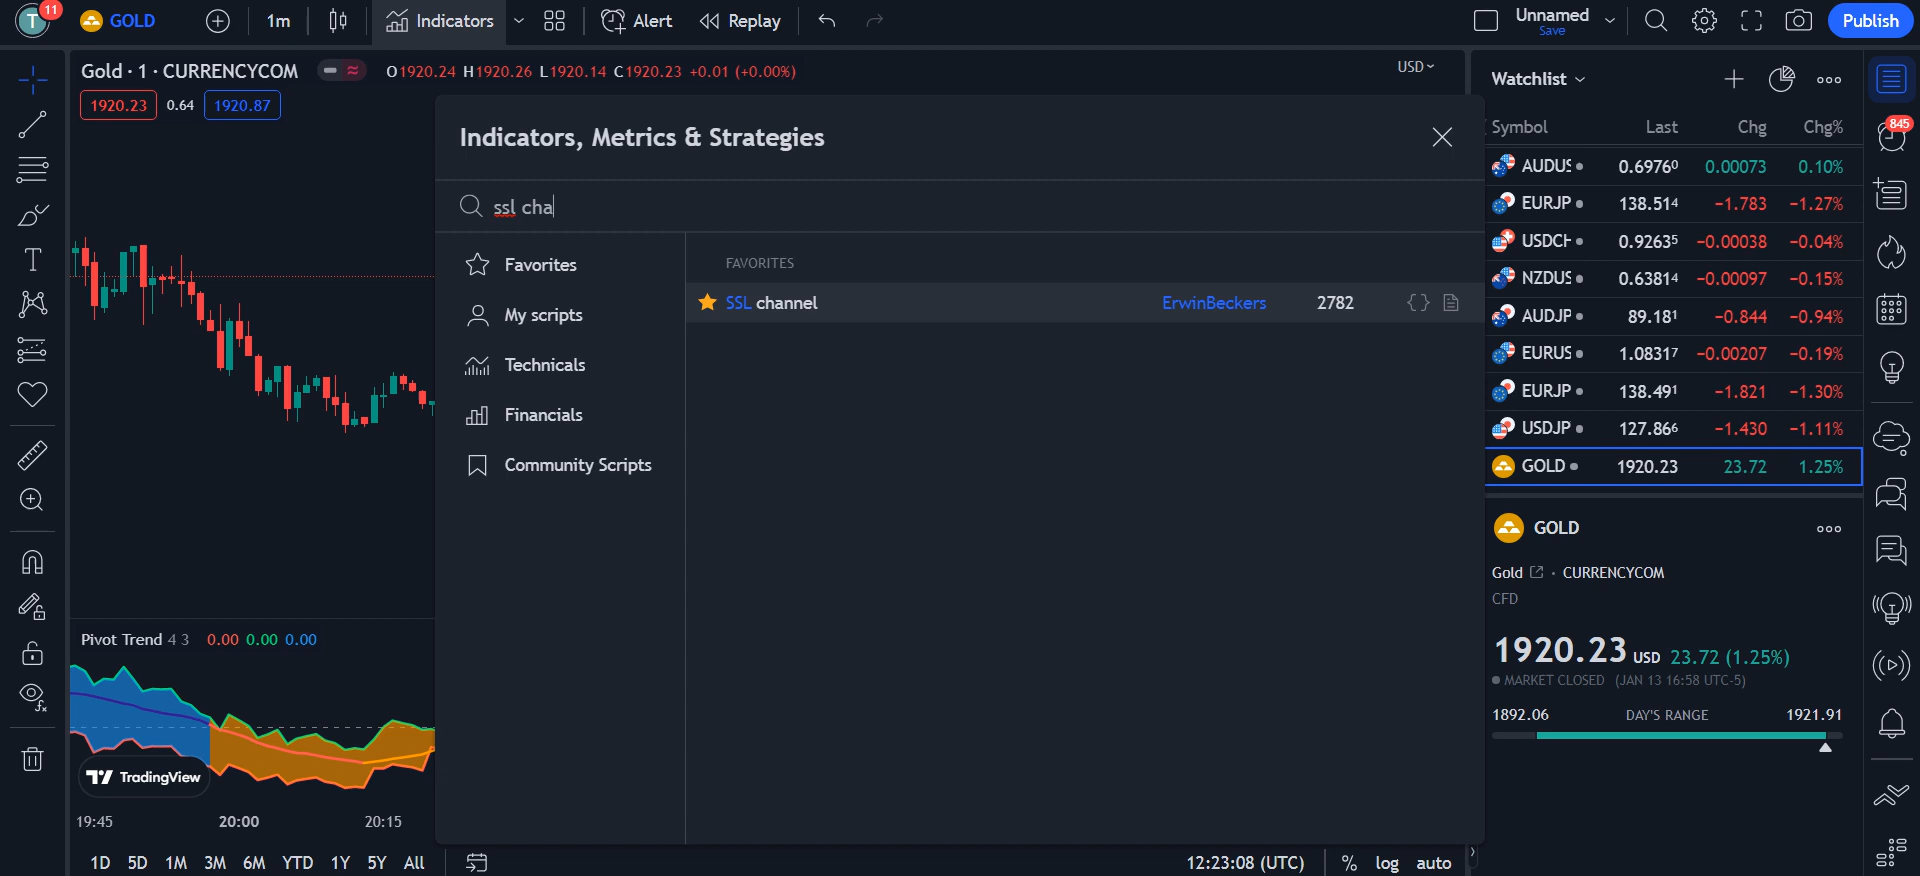 T 11 GOLD 1m Indicators Alert Replay Unnamed Publish
Save
Gold · 1 · CURRENCYCOM O1920.24 H1920.26 L1920.14 C1920.23 +0.01 (+0.00%) USD
1920.23 0.64 1920.87
Indicators, Metrics & Strategies
ssl cha
Favorites
My scripts
Technicals
Financials
Community Scripts
FAVORITES
SSL channel ErwinBeckers 2782
Watchlist
Symbol Last Chg Chg%
AUDUS 0.69760 0.00073 0.10%
EURJP 138.514 -1.783 -1.27%
USDCH 0.92635 -0.00038 -0.04%
NZDUS 0.63814 -0.00097 -0.15%
AUDJP 89.181 -0.844 -0.94%
EURUS 1.08317 -0.00207 -0.19%
EURJP 138.491 -1.821 -1.30%
USDJP 127.866 -1.430 -1.11%
GOLD 1920.23 23.72 1.25%
845
GOLD
Gold · CURRENCYCOM
CFD
1920.23 USD 23.72 (1.25%)
MARKET CLOSED (JAN 13 16:58 UTC-5)
1892.06 DAY'S RANGE 1921.91
Pivot Trend 4 3 0.00 0.00 0.00
TradingView
19:45 20:00 20:15
1D 5D 1M 3M 6M YTD 1Y 5Y All
12:23:08 (UTC) % log auto